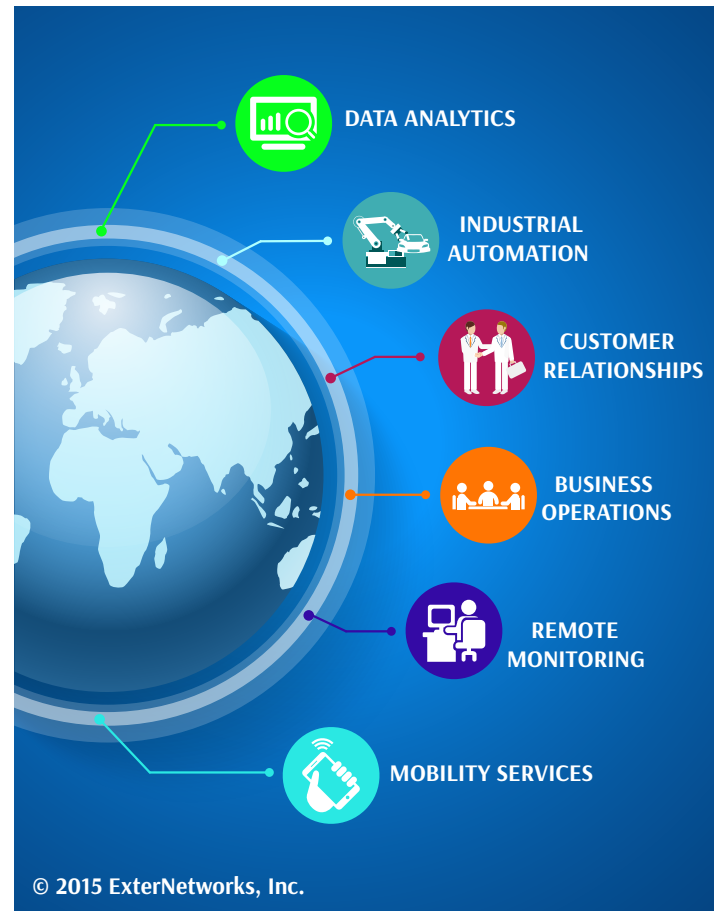 DATA ANALYTICS
INDUSTRIAL
AUTOMATION
CUSTOMER
RELATIONSHIPS
BUSINESS
OPERATIONS
REMOTE
MONITORING
MOBILITY SERVICES
© 2015 ExterNetworks, Inc.